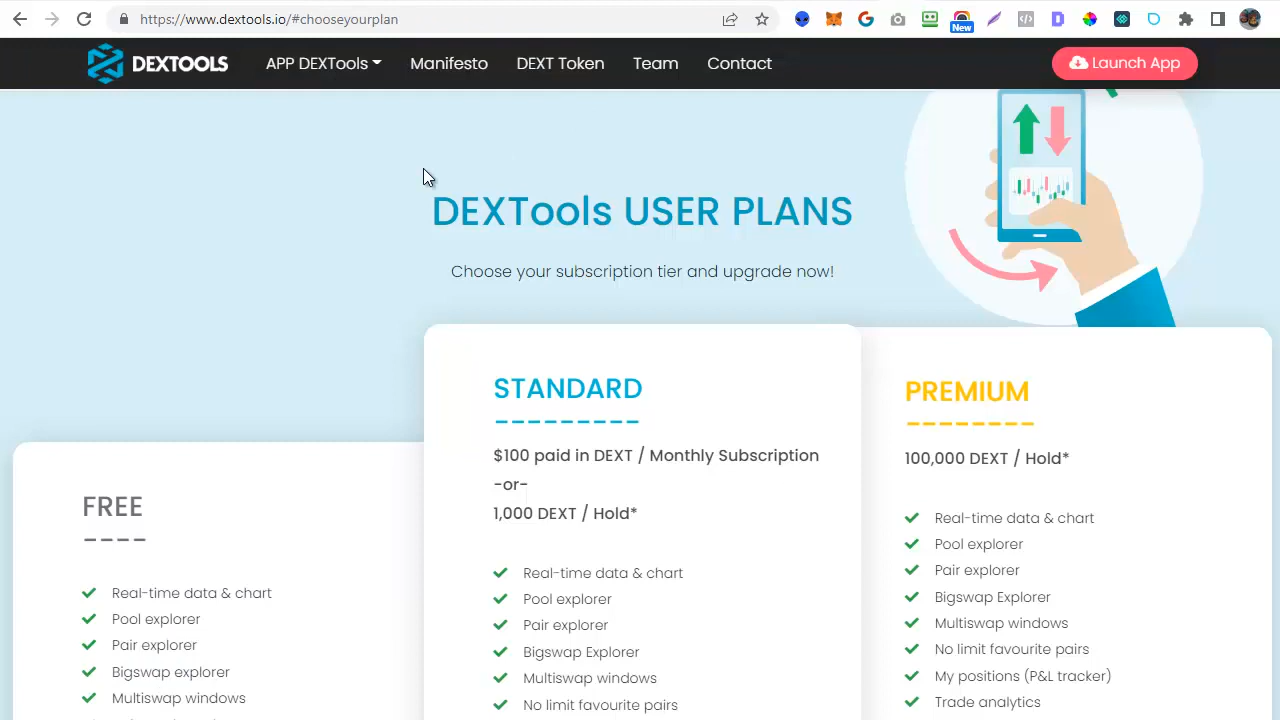 https://www.dextools.io/#chooseyourplan
New
DEXTOOLS
APP DEXTools
Manifesto
DEXT Token
Team
Contact
Launch App
DEXTools USER PLANS
Choose your subscription tier and upgrade now!
FREE
Real-time data & chart
Pool explorer
Pair explorer
Bigswap explorer
Multiswap windows
STANDARD
$100 paid in DEXT / Monthly Subscription
-or-
1,000 DEXT / Hold*
Real-time data & chart
Pool explorer
Pair explorer
Bigswap Explorer
Multiswap windows
No limit favourite pairs
PREMIUM
100,000 DEXT / Hold*
Real-time data & chart
Pool explorer
Pair explorer
Bigswap Explorer
Multiswap windows
No limit favourite pairs
My positions (P&L tracker)
Trade analytics